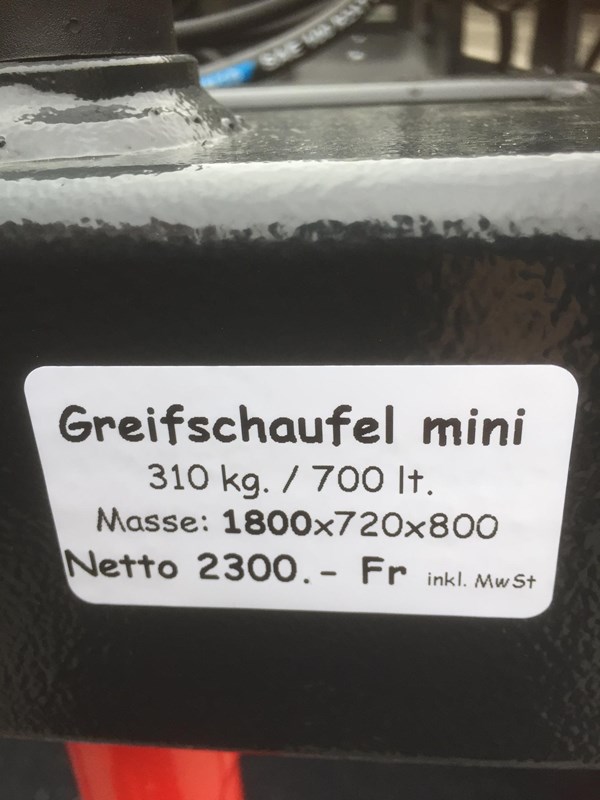 Greifschaufel mini
310 kg. / 700 lt.
Masse: 1800x720x800
Netto 2300.- Fr inkl. MwSt